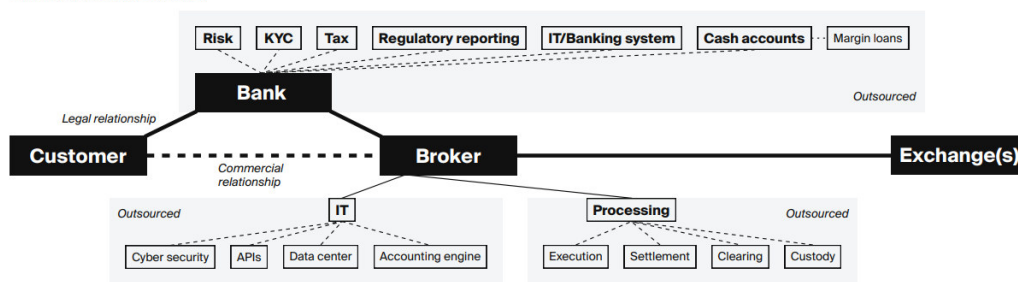 Risk
KYC
Tax
Regulatory reporting
IT/Banking system
Cash accounts
Margin loans
Bank
Outsourced
Legal relationship
Customer
Broker
Exchange(s)
Commercial
relationship
Outsourced
IT
Processing
Outsourced
Cyber security
APIs
Data center
Accounting engine
Execution
Settlement
Clearing
Custody